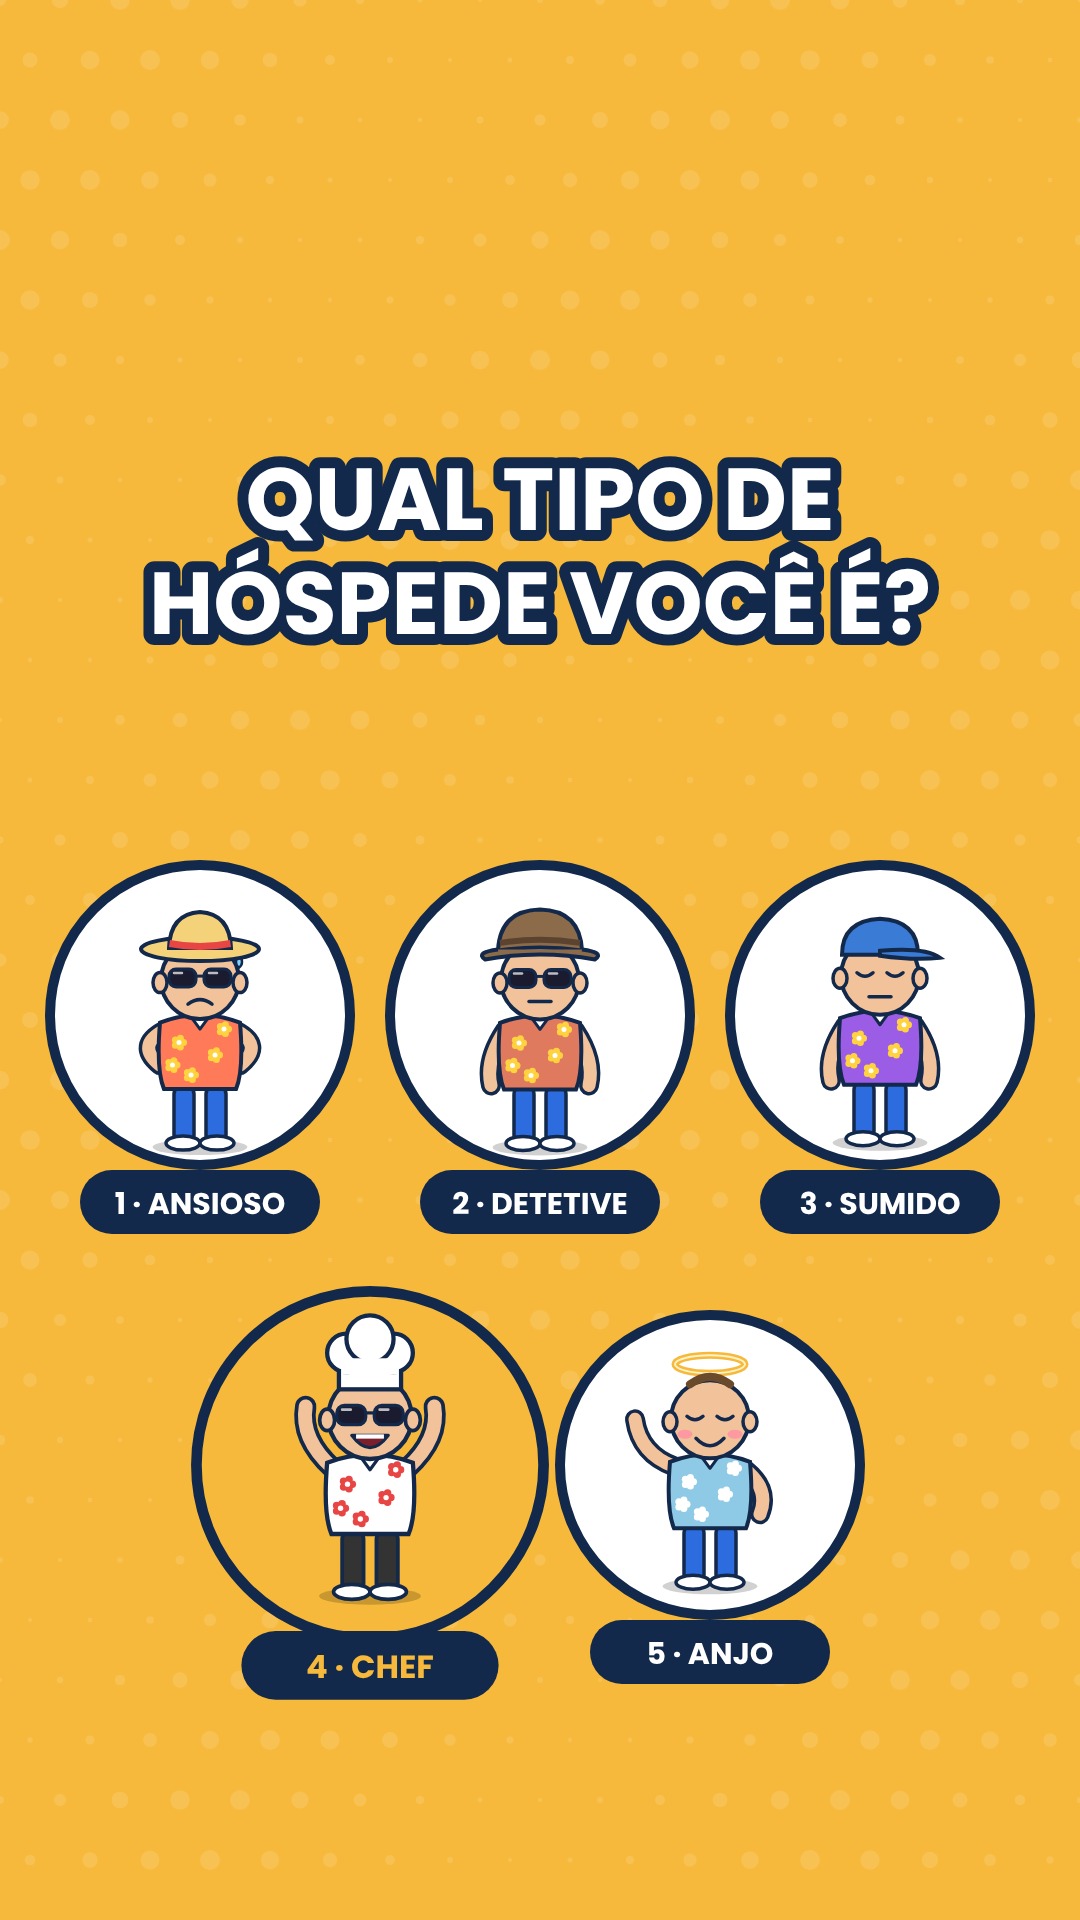 QUAL TIPO DE
HÓSPEDE VOCÊ É?
1 · ANSIOSO
2 · DETETIVE
3 · SUMIDO
4 · CHEF
5 · ANJO